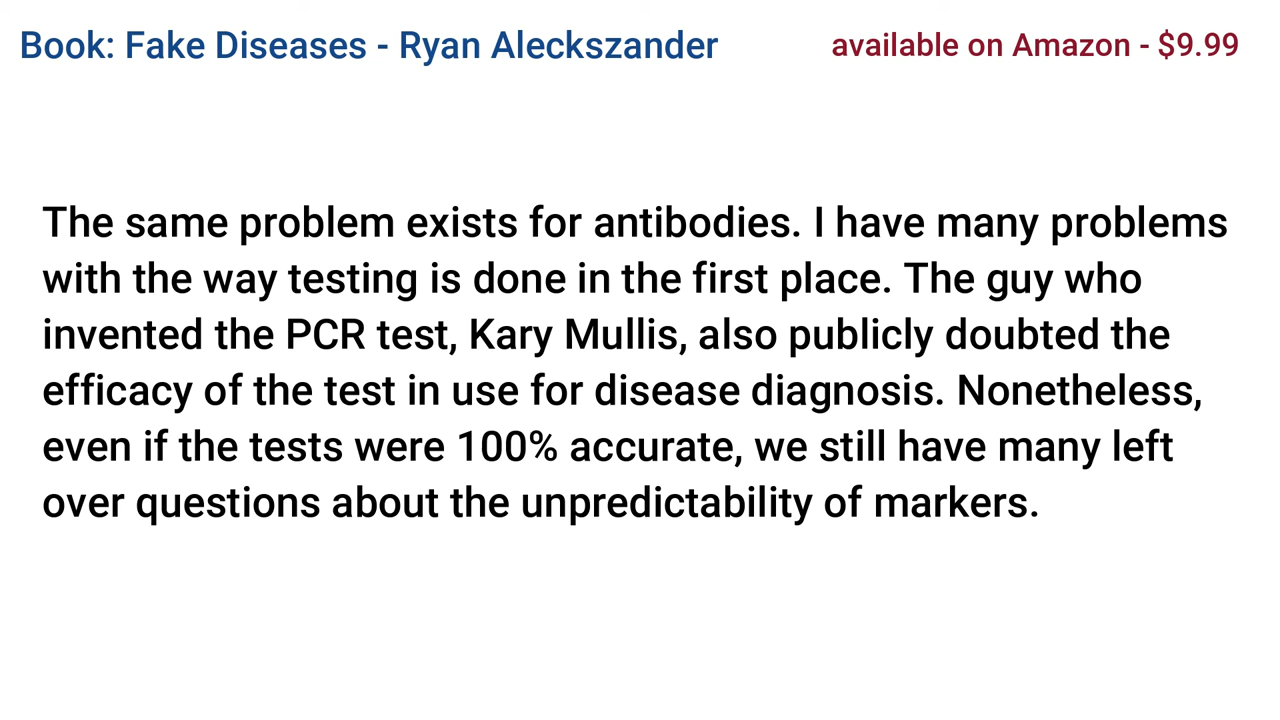 Book: Fake Diseases - Ryan Aleckszander
available on Amazon - $9.99
The same problem exists for antibodies. I have many problems
with the way testing is done in the first place. The guy who
invented the PCR test, Kary Mullis, also publicly doubted the
efficacy of the test in use for disease diagnosis. Nonetheless,
even if the tests were 100% accurate, we still have many left
over questions about the unpredictability of markers.